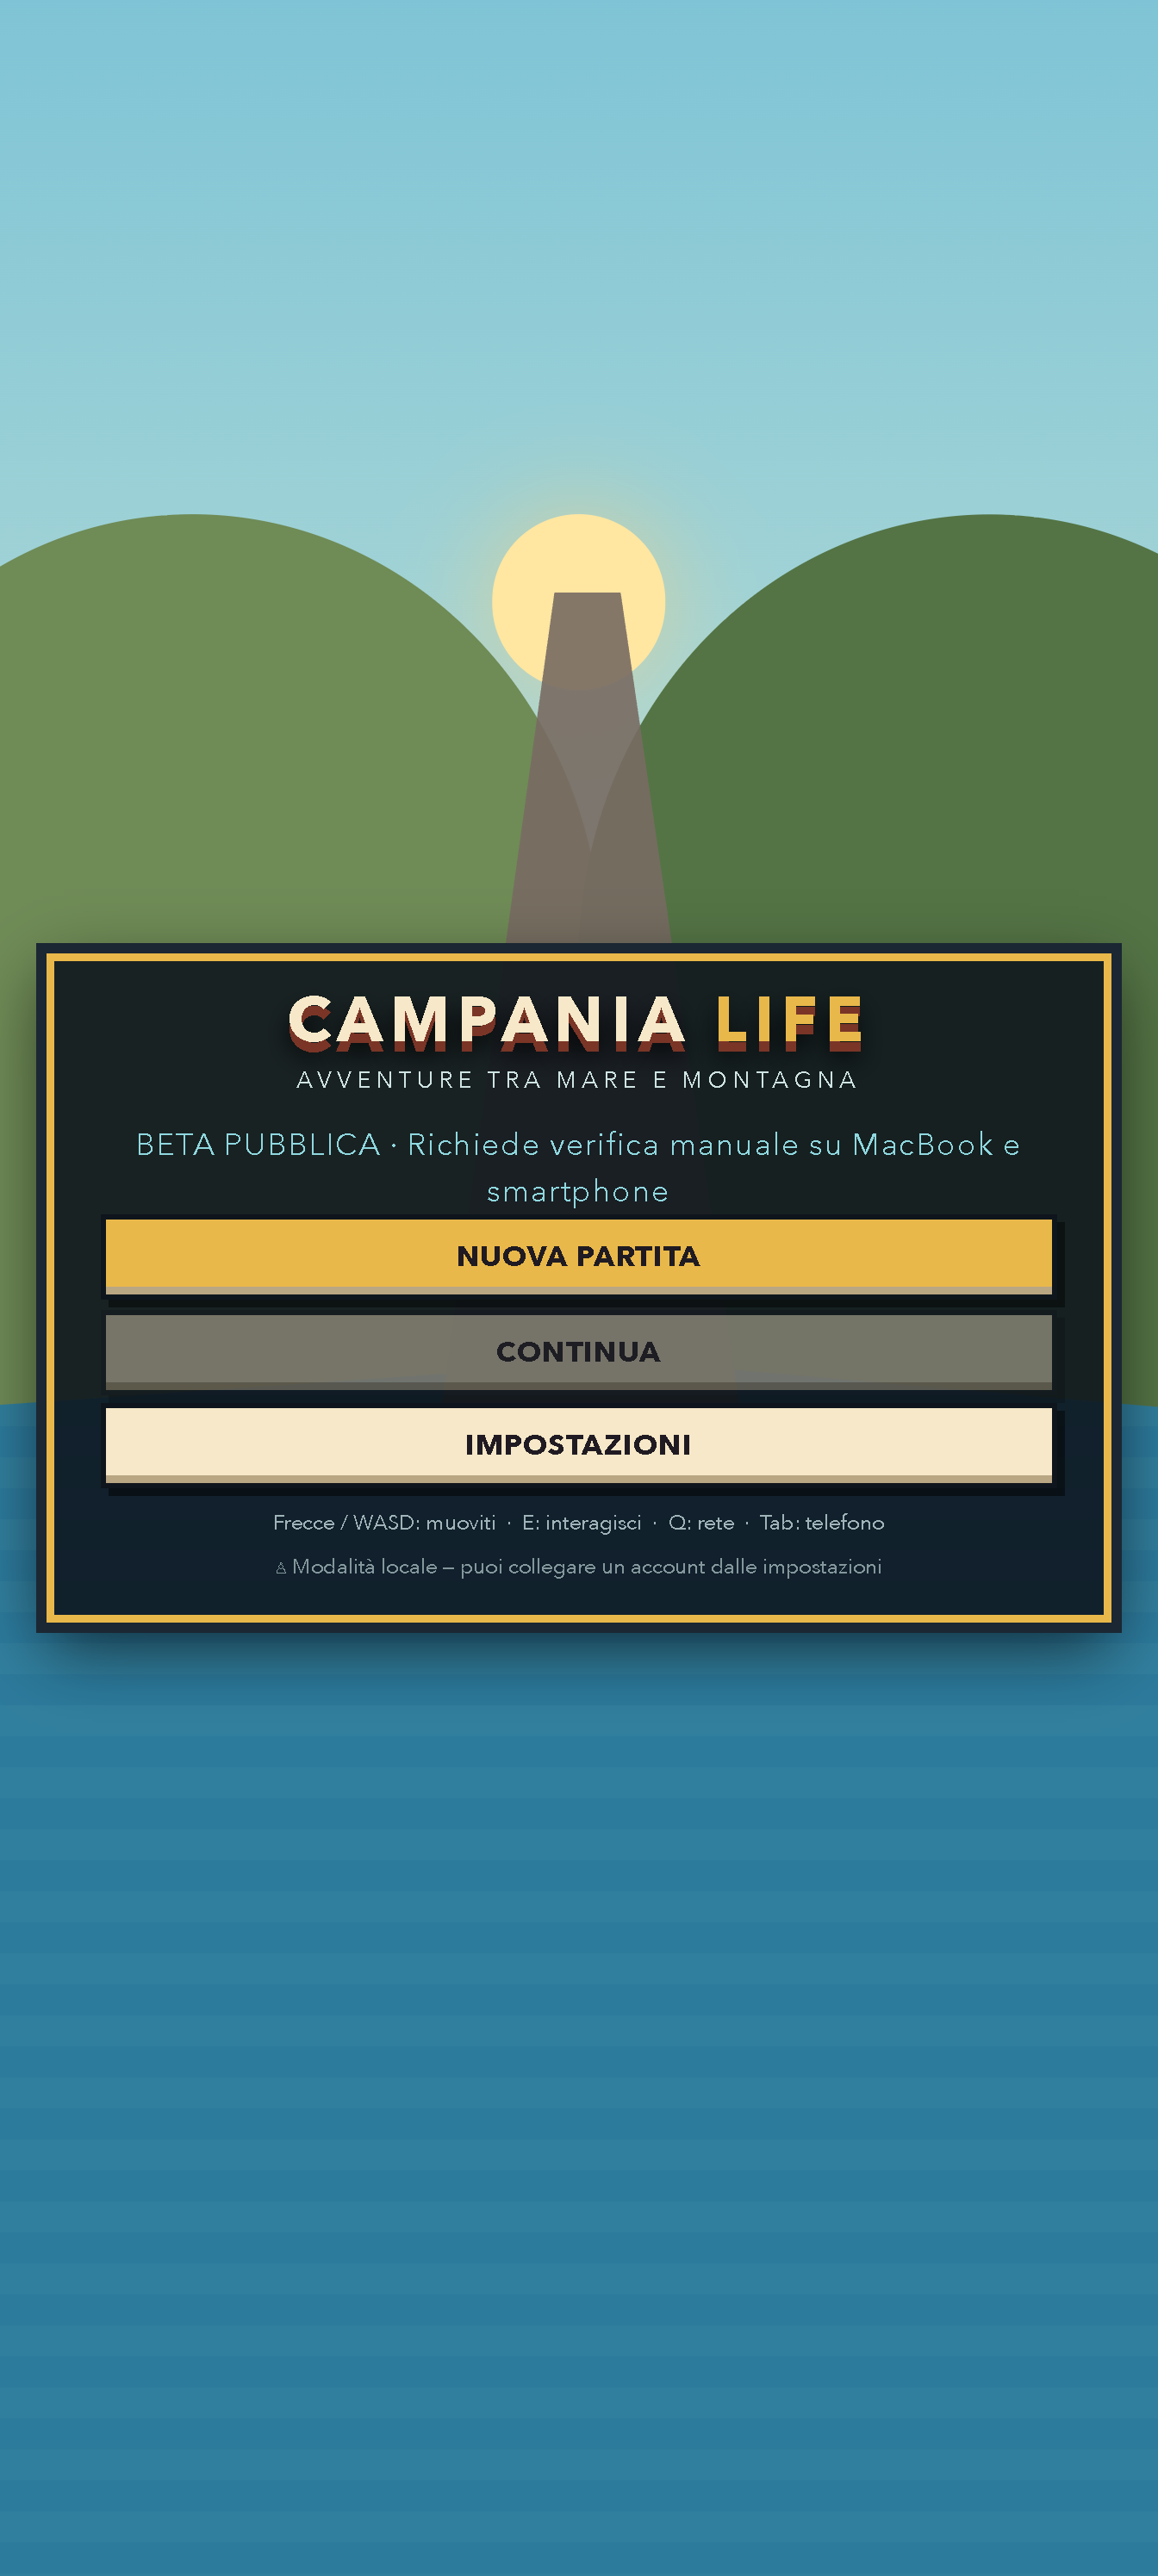 CAMPANIA LIFE
AVVENTURE TRA MARE E MONTAGNA
BETA PUBBLICA · Richiede verifica manuale su MacBook e
smartphone
NUOVA PARTITA
CONTINUA
IMPOSTAZIONI
Frecce / WASD: muoviti · E: interagisci · Q: rete · Tab: telefono
♙ Modalità locale — puoi collegare un account dalle impostazioni